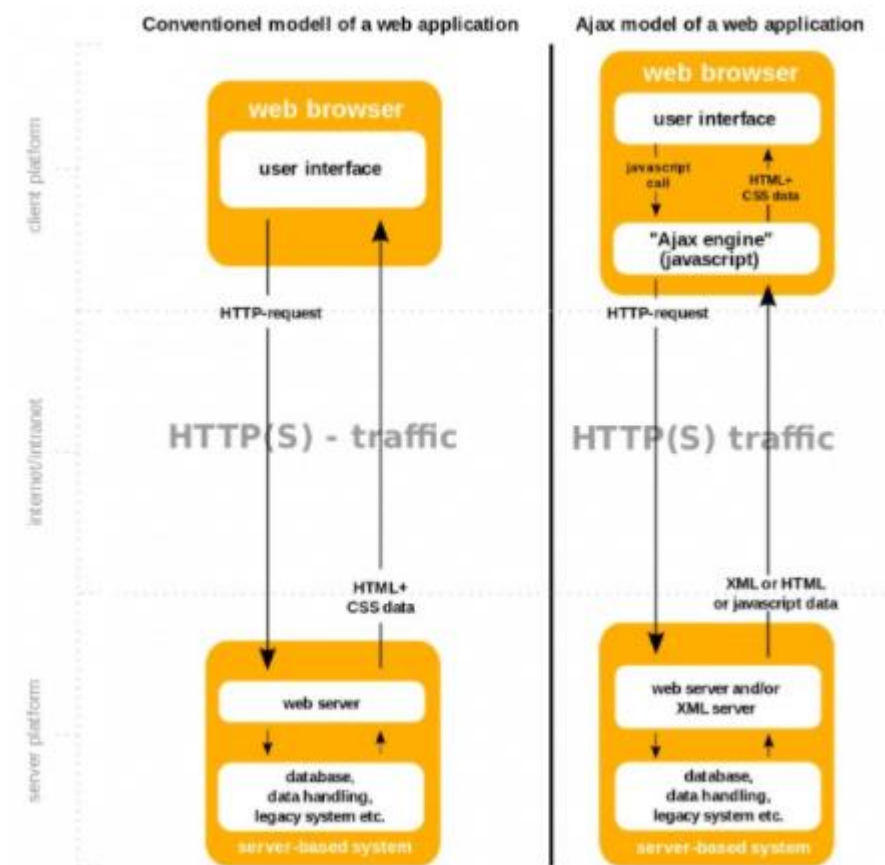 Conventionel modell of a web application
client platform
web browser
user interface
HTTP-request
internet/intranet
HTTP(S) - traffic
HTML+
CSS data
server platform
web server
database,
data handling,
legacy system etc.
server-based system
Ajax model of a web application
web browser
user interface
javascript
call
HTML+
CSS data
"Ajax engine"
(javascript)
HTTP-request
HTTP(S) traffic
XML or HTML
or javascript data
web server and/or
XML server
database,
data handling,
legacy system etc.
server-based system